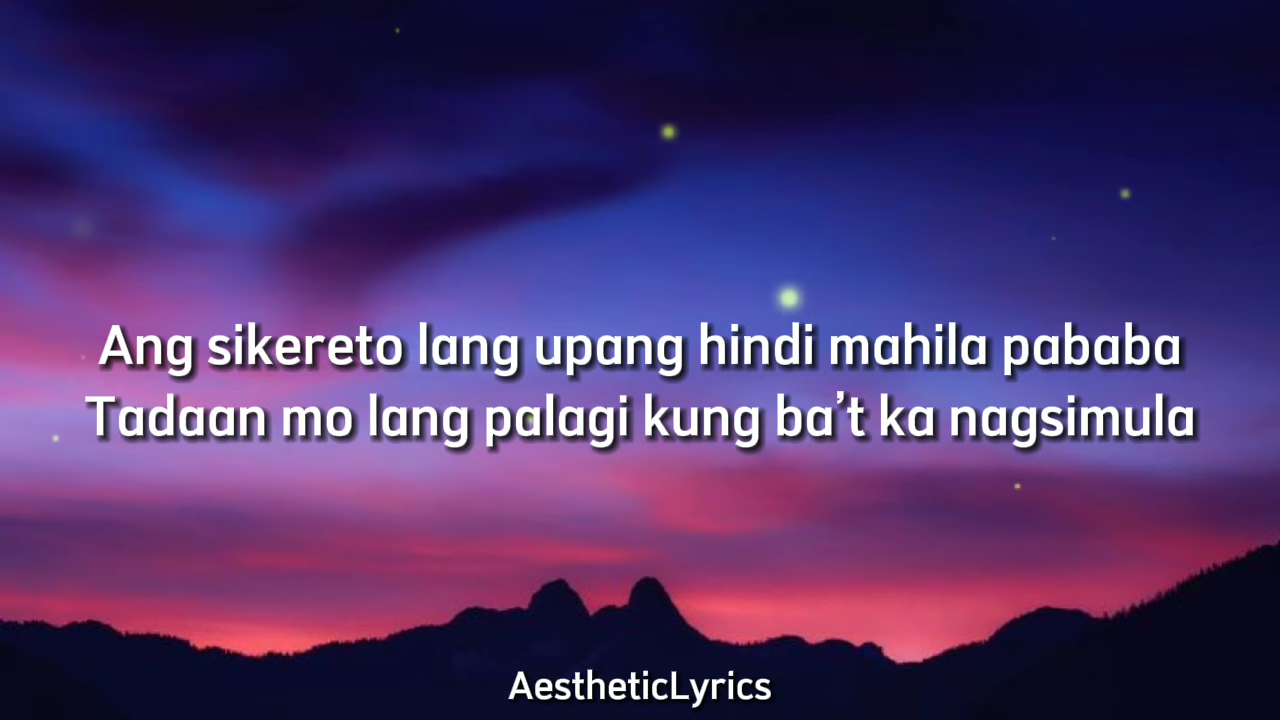 Ang sikereto lang upang hindi mahila pababa
Tadaan mo lang palagi kung ba’t ka nagsimula
AestheticLyrics